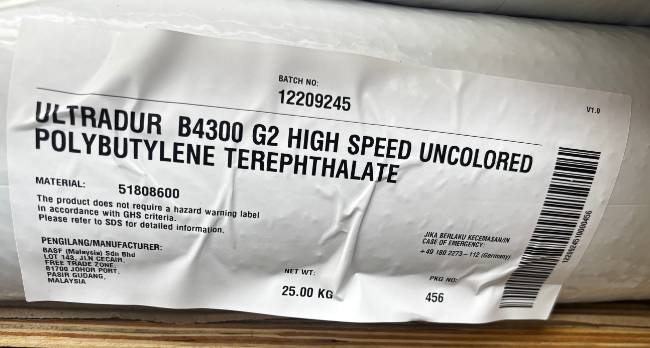 BATCH NO:
12209245
V1.0
ULTRADUR B4300 G2 HIGH SPEED UNCOLORED
POLYBUTYLENE TEREPHTHALATE
MATERIAL: 51808600
The product does not require a hazard warning label
in accordance with GHS criteria.
Please refer to SDS for detailed information.
PENGILANG/MANUFACTURER:
BASF (Malaysia) Sdn Bhd
LOT 143, JLN CECAIR,
FREE TRADE ZONE,
81700 JOHOR PORT,
PASIR GUDANG,
MALAYSIA
NET WT:
25.00 KG
JIKA BERLAKU KECEMASAN/IN
CASE OF EMERGENCY:
+49 180 2273-112 (Germany)
PKG NO:
456